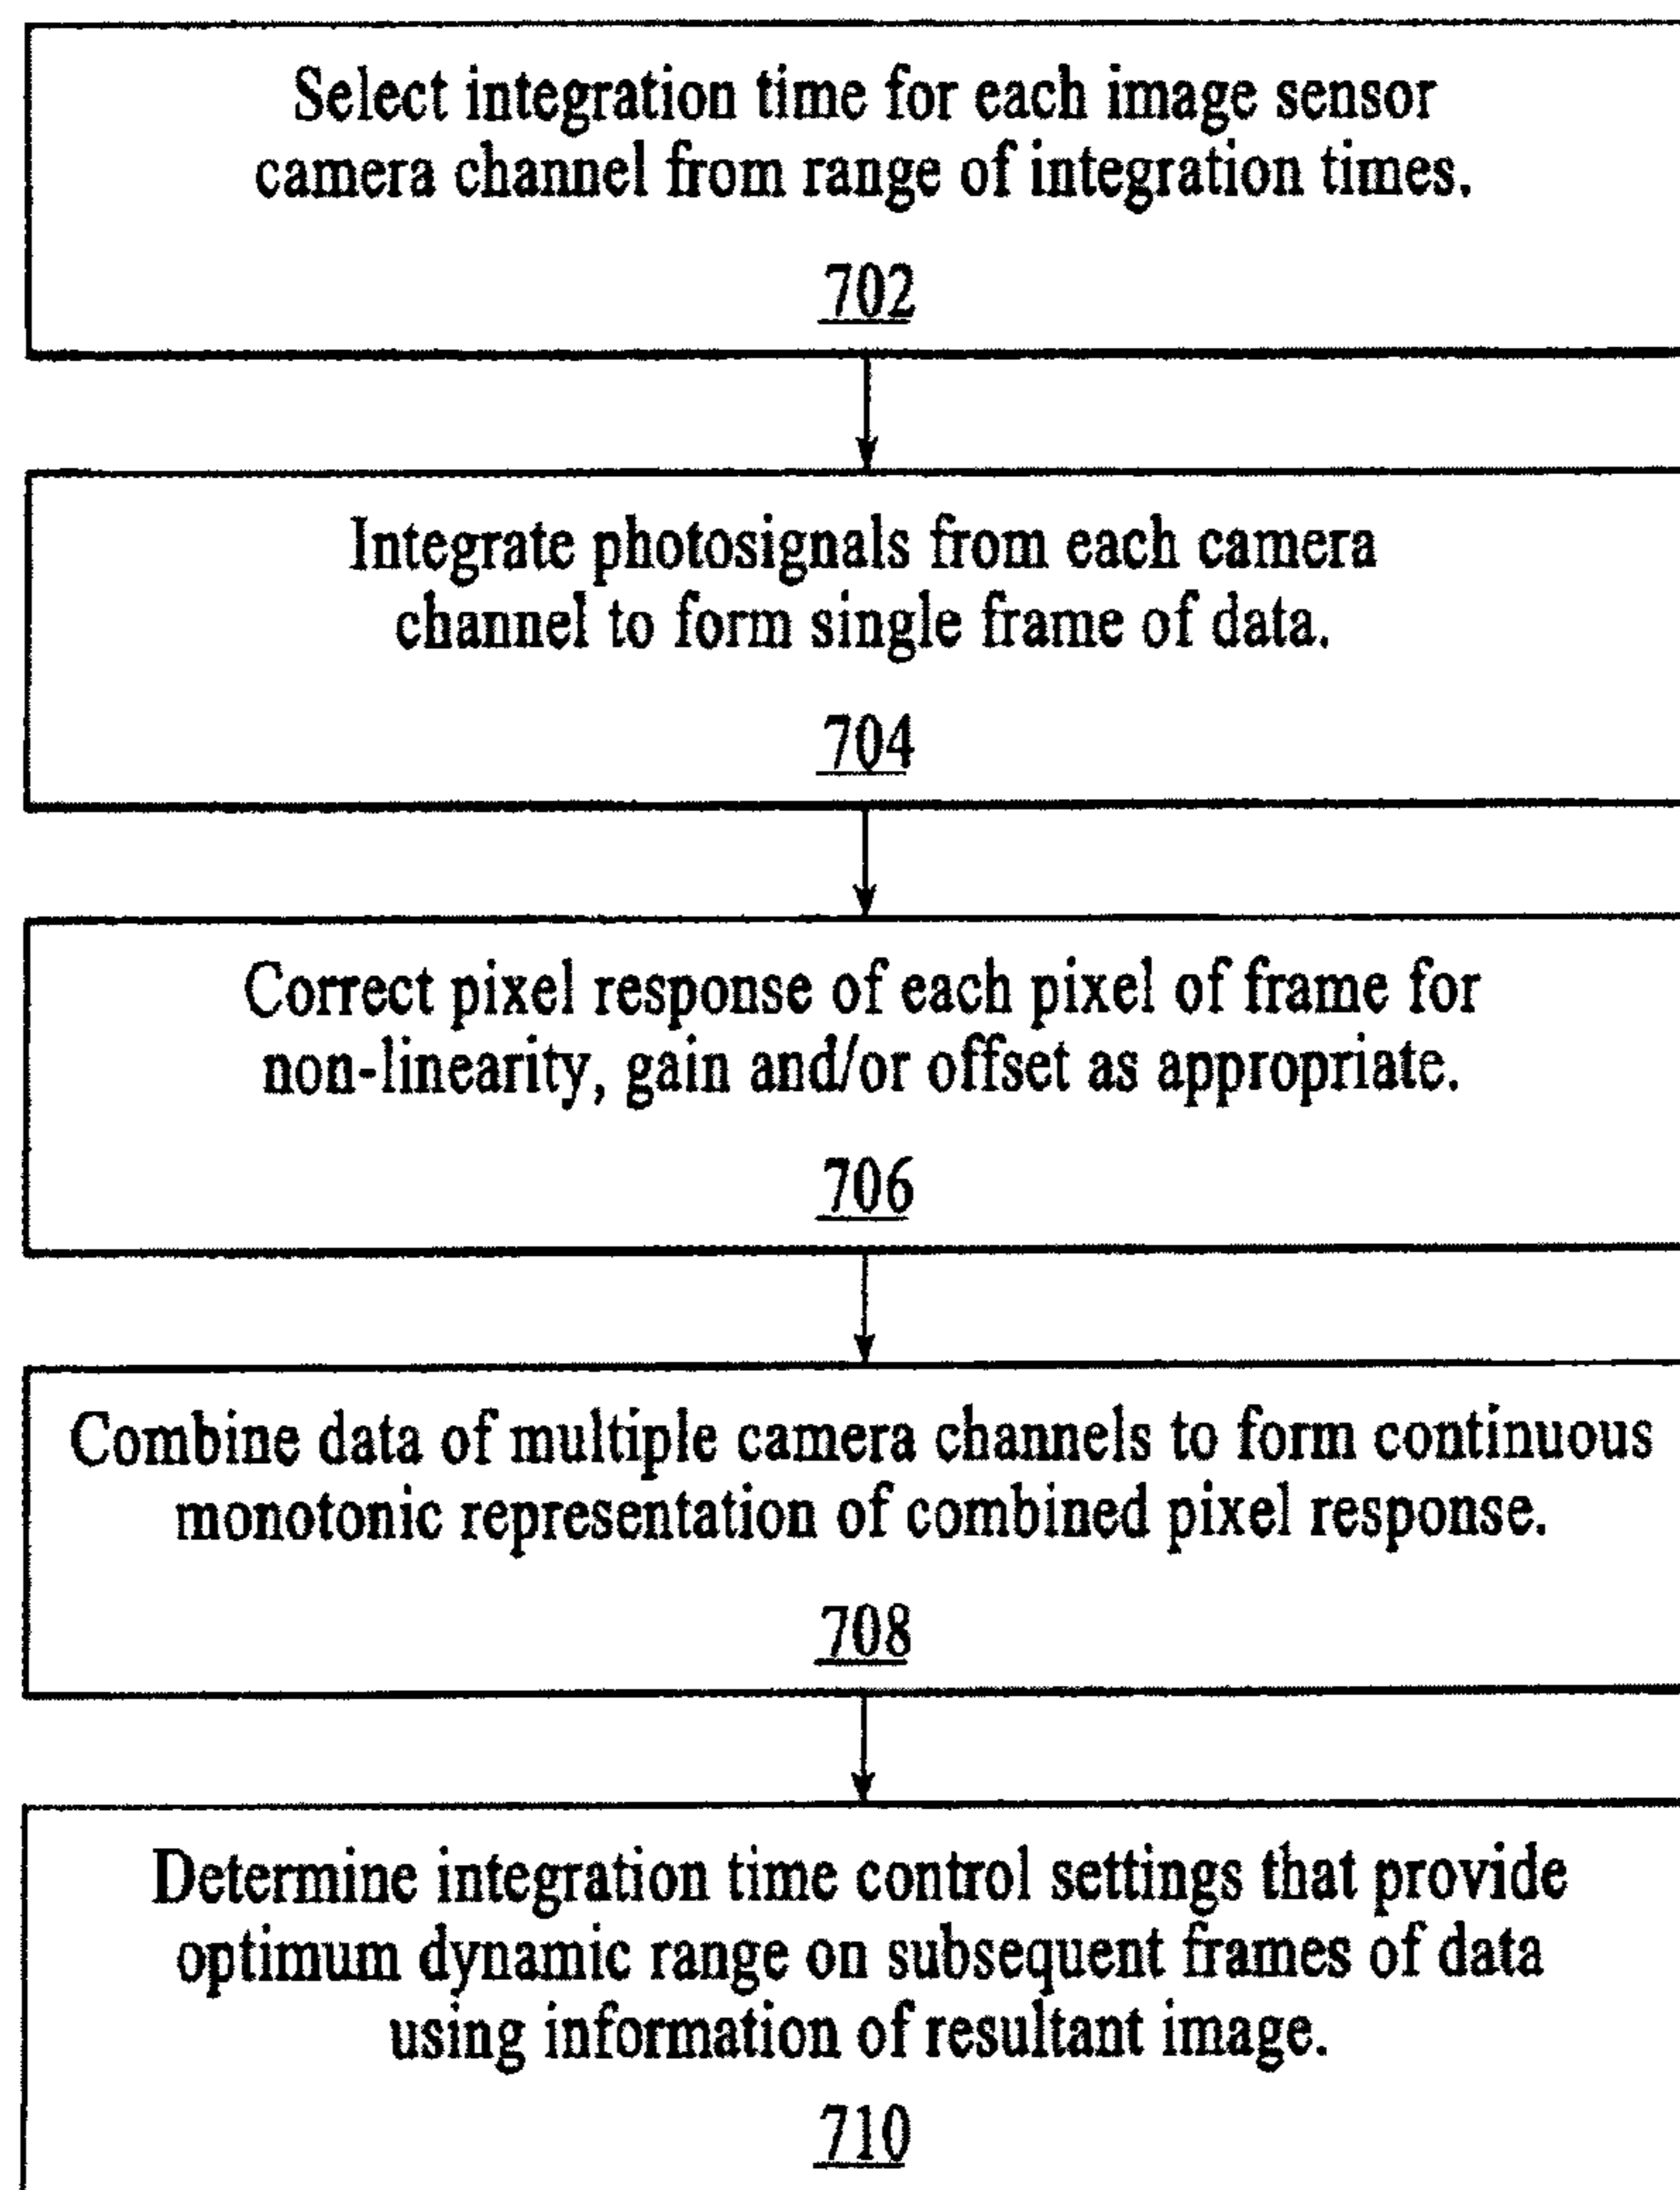 Select integration time for each image sensor
camera channel from range of integration times.
702
Integrate photosignals from each camera
channel to form single frame of data.
704
Correct pixel response of each pixel of frame for
non-linearity, gain and/or offset as appropriate.
706
Combine data of multiple camera channels to form continuous
monotonic representation of combined pixel response.
708
Determine integration time control settings that provide
optimum dynamic range on subsequent frames of data
using information of resultant image.
710